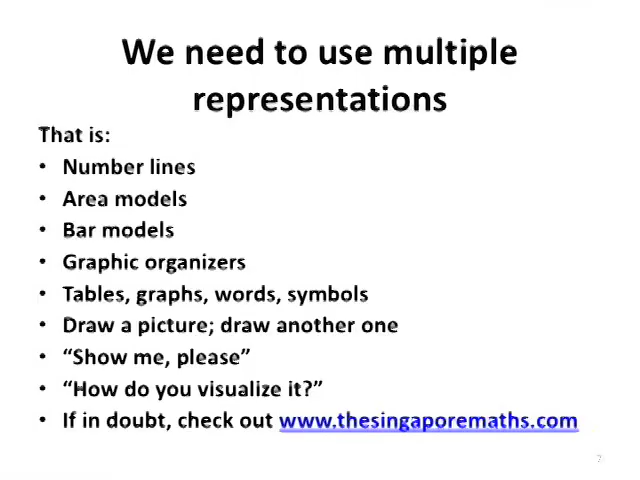 We need to use multiple
representations
That is:
• Number lines
• Area models
• Bar models
• Graphic organizers
• Tables, graphs, words, symbols
• Draw a picture; draw another one
• “Show me, please”
• “How do you visualize it?”
• If in doubt, check out www.thesingaporemaths.com
7